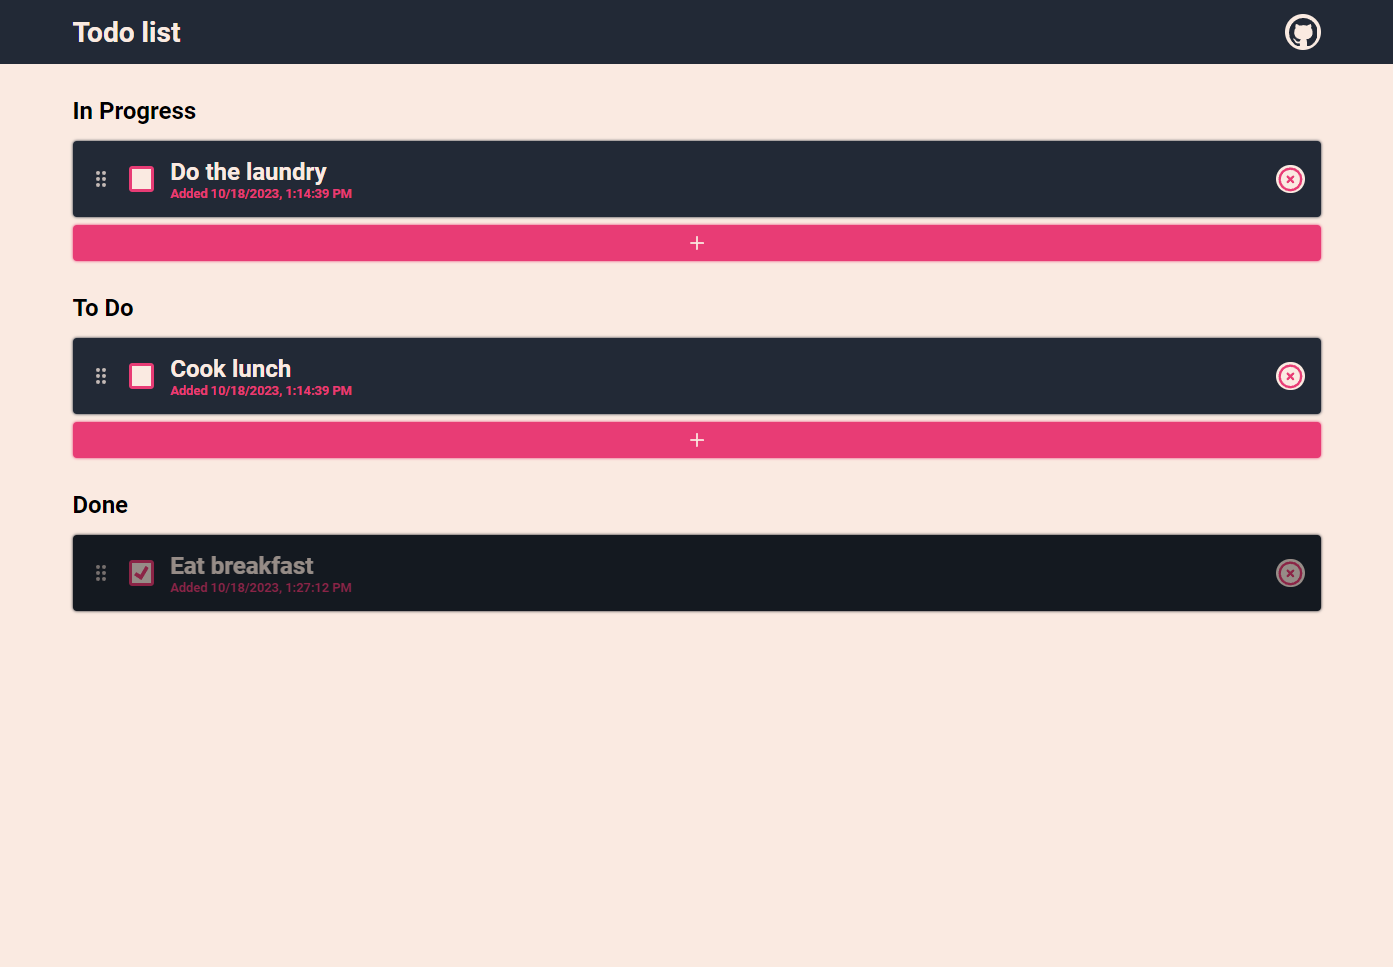 Todo list
In Progress
Do the laundry
Added 10/18/2023, 1:14:39 PM
+
To Do
Cook lunch
Added 10/18/2023, 1:14:39 PM
+
Done
Eat breakfast
Added 10/18/2023, 1:27:12 PM